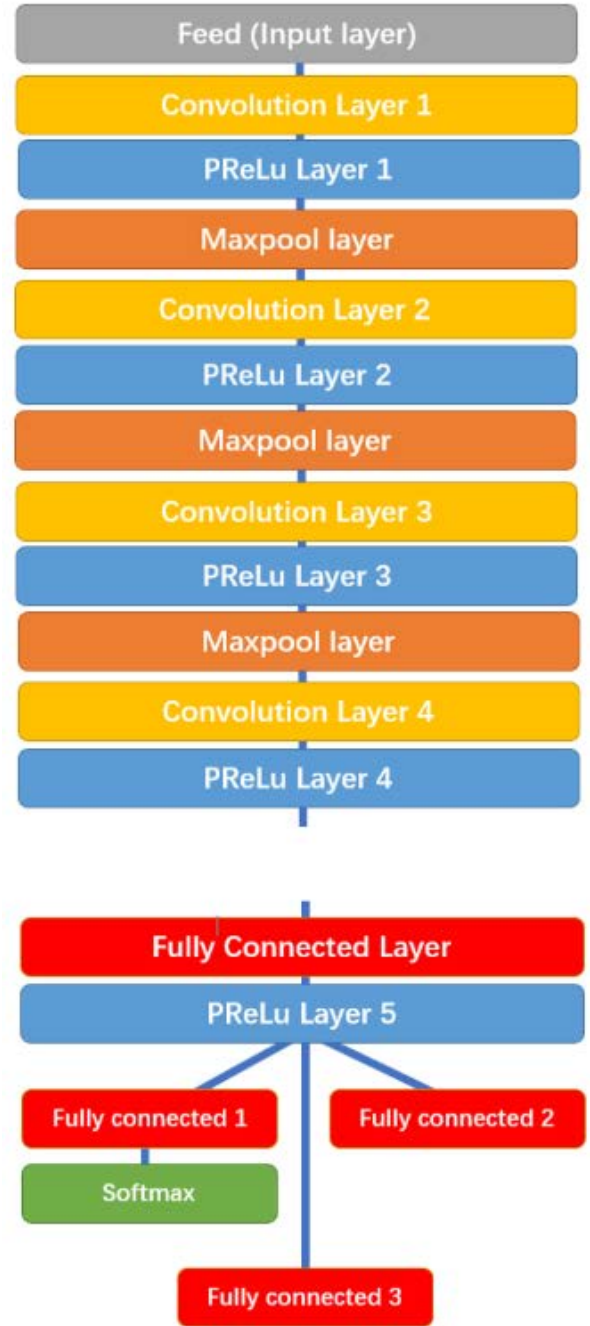 Feed (Input layer)
Convolution Layer 1
PReLu Layer 1
Maxpool layer
Convolution Layer 2
PReLu Layer 2
Maxpool layer
Convolution Layer 3
PReLu Layer 3
Maxpool layer
Convolution Layer 4
PReLu Layer 4
Fully Connected Layer
PReLu Layer 5
Fully connected 1
Fully connected 2
Softmax
Fully connected 3